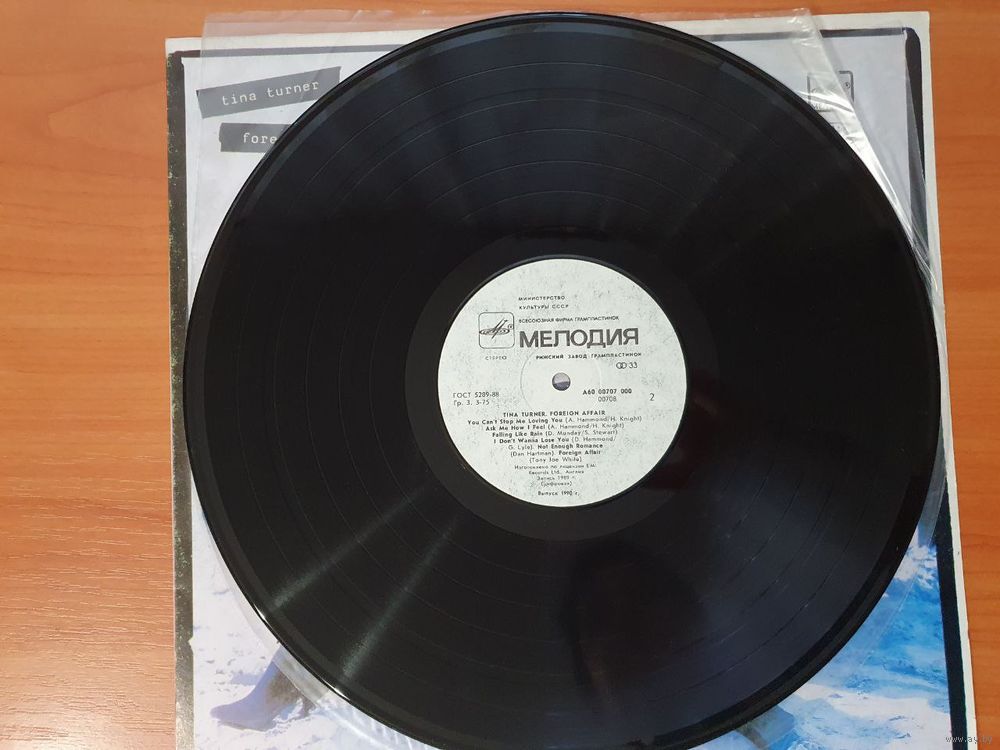 tina turner
fore
МИНИСТЕРСТВО
КУЛЬТУРЫ СССР
ВСЕСОЮЗНАЯ ФИРМА ГРАМПЛАСТИНОК
МЕЛОДИЯ
СТЕРЕО
РИЖСКИЙ ЗАВОД ГРАМПЛАСТИНОК
33
ГОСТ 5289-88
Гр. 3. 3-75
А60 00707 000
00708
2
TINA TURNER. FOREIGN AFFAIR
You Can't Stop Me Loving You (A. Hammond/H. Knight)
Ask Me How I Feel (A. Hammond/H. Knight)
Falling Like Rain (D. Munday/S. Stewart)
I Don't Wanna Lose You (D. Hammond/
G. Lyle). Not Enough Romance
(Dan Hartman). Foreign Affair
(Tony Joe White).
Изготовлено по лицензии E.M.
Records Ltd., Англия
Запись 1989 г.
(цифровая)
Выпуск 1990 г.